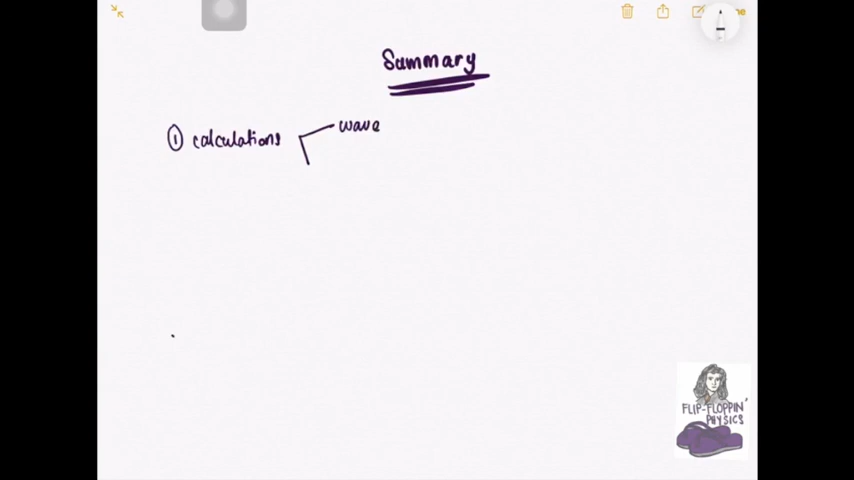 Summary
① calculations
wave
FLIP-FLOPPIN'
PHYSICS